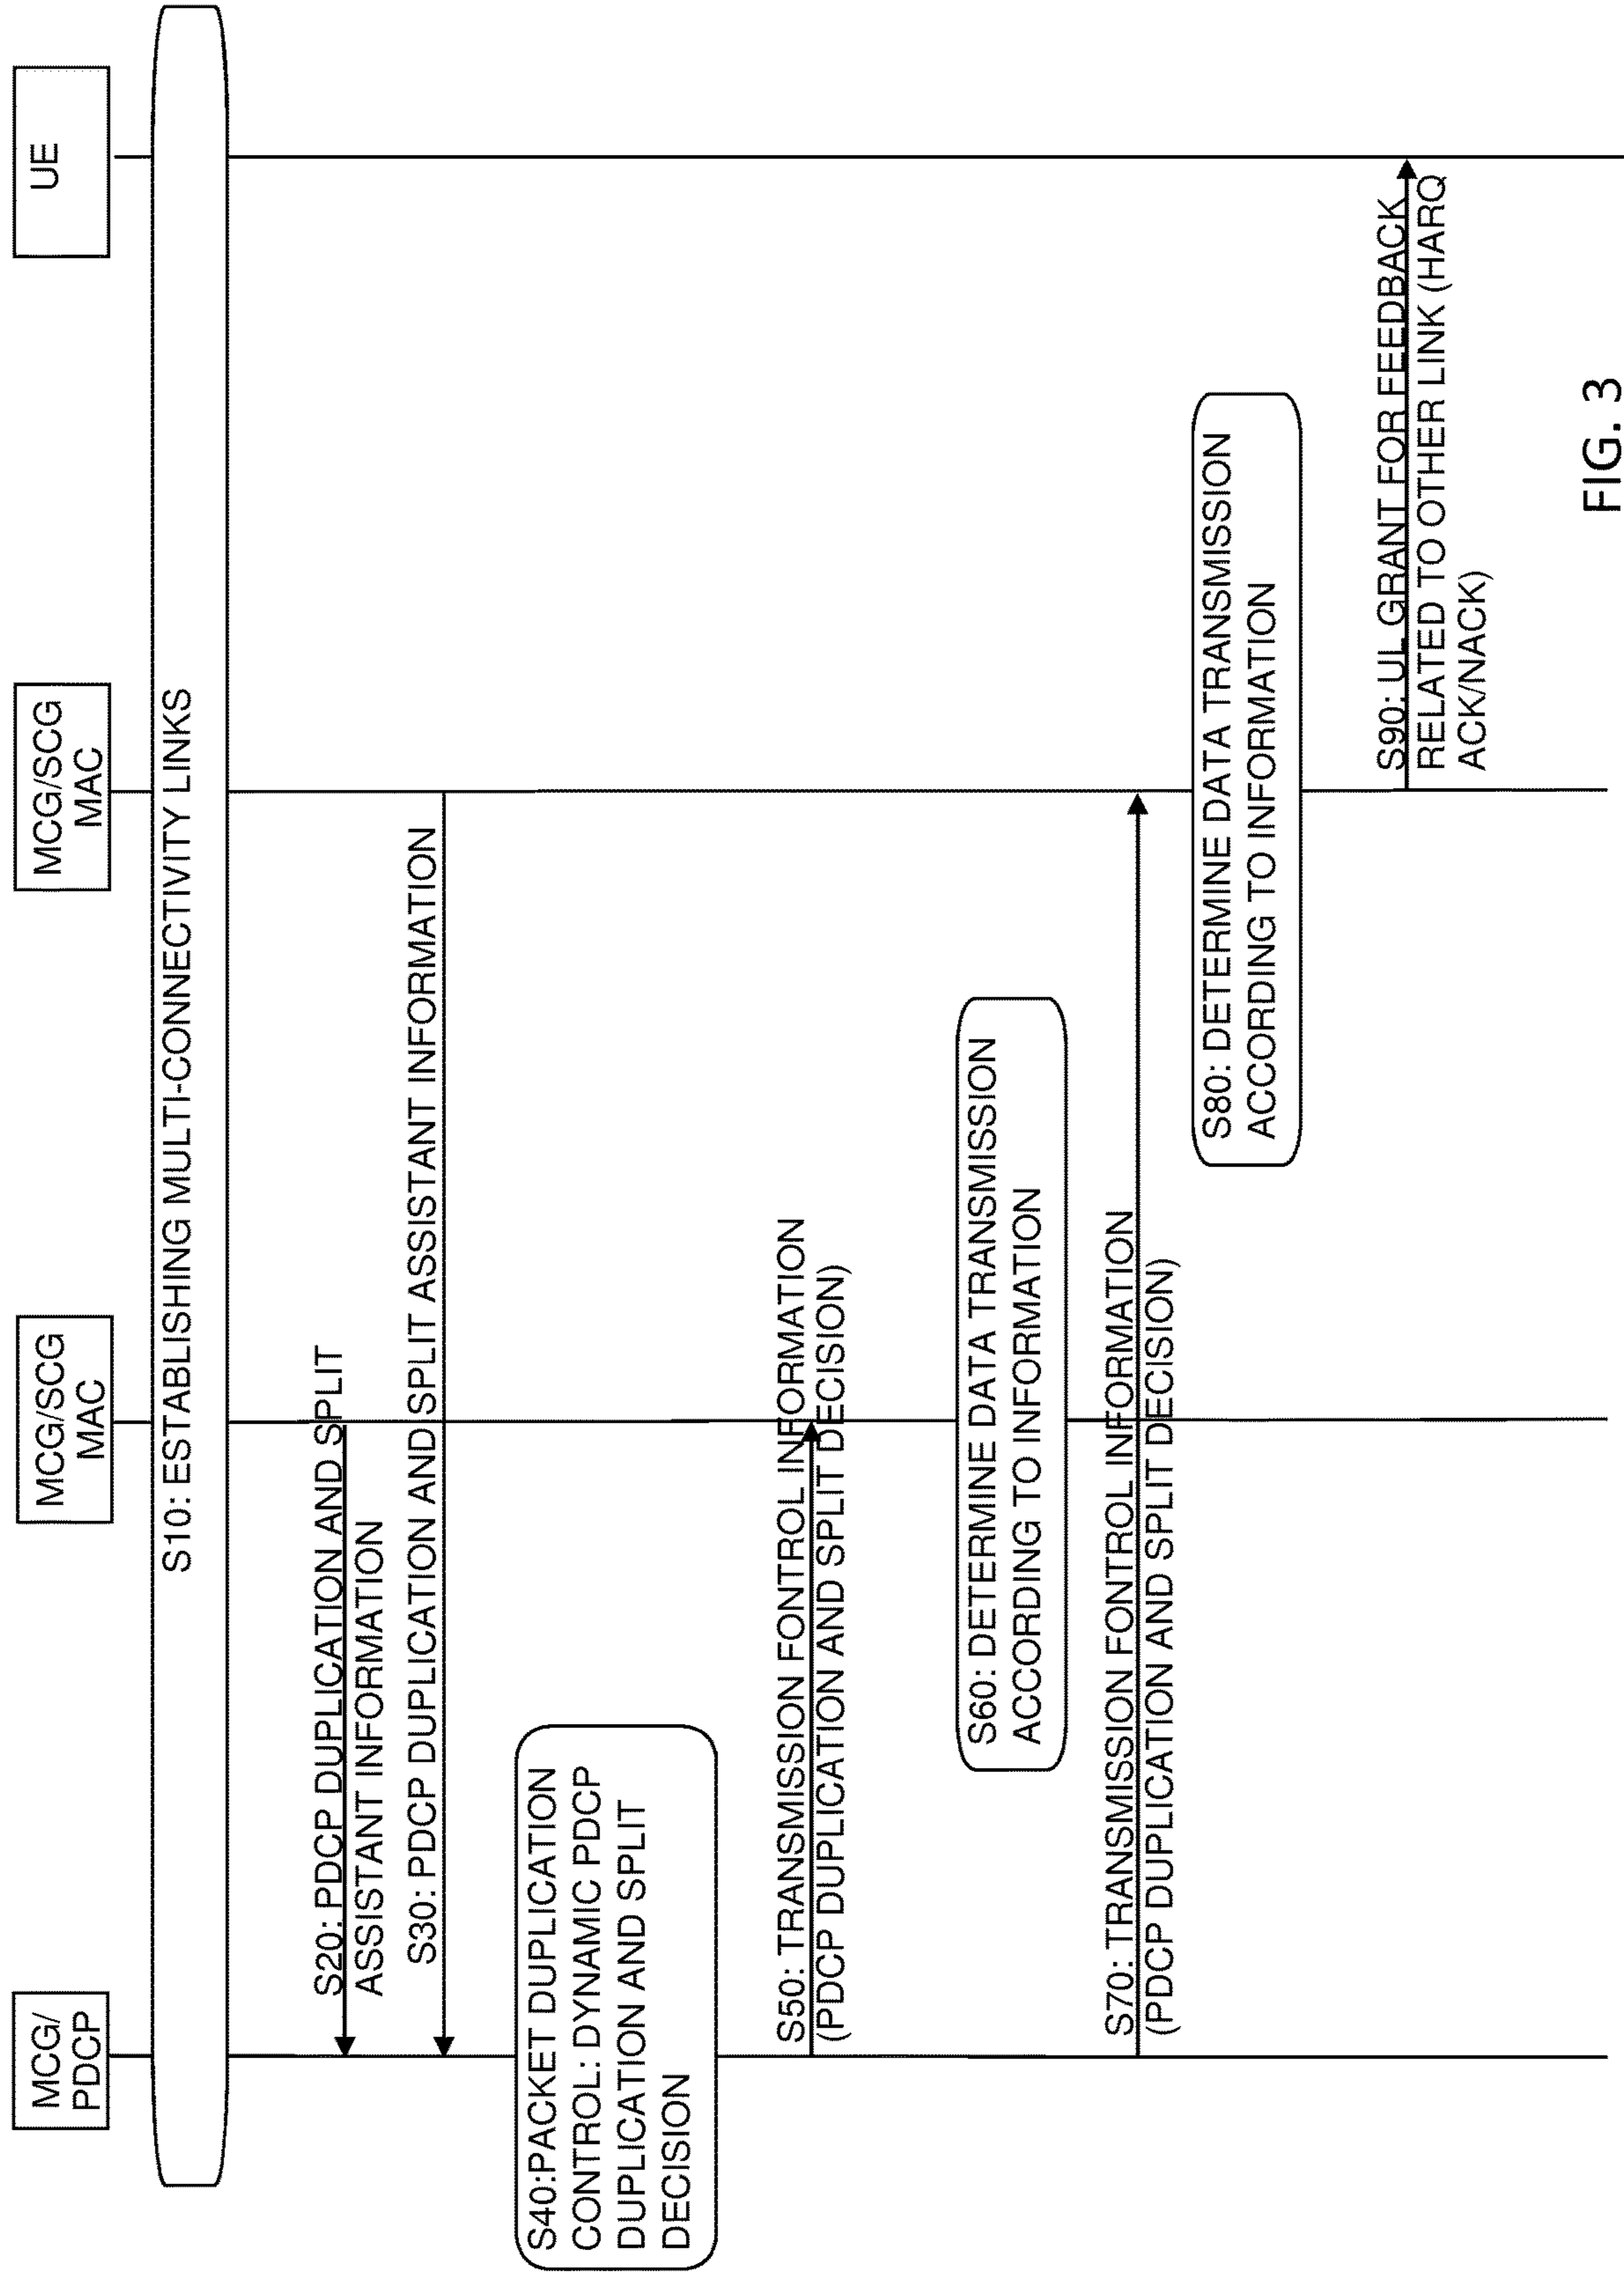 MCG/
PDCP
MCG/SCG
MAC
MCG/SCG
MAC
UE
S10: ESTABLISHING MULTI-CONNECTIVITY LINKS
S20: PDCP DUPLICATION AND SPLIT
ASSISTANT INFORMATION
S30: PDCP DUPLICATION AND SPLIT ASSISTANT INFORMATION
S40:PACKET DUPLICATION
CONTROL: DYNAMIC PDCP
DUPLICATION AND SPLIT
DECISION
S50: TRANSMISSION FONTROL INFORMATION
(PDCP DUPLICATION AND SPLIT DECISION)
S60: DETERMINE DATA TRANSMISSION
ACCORDING TO INFORMATION
S70: TRANSMISSION FONTROL INFORMATION
(PDCP DUPLICATION AND SPLIT DECISION)
S80: DETERMINE DATA TRANSMISSION
ACCORDING TO INFORMATION
S90: UL GRANT FOR FEEDBACK
RELATED TO OTHER LINK (HARQ
ACK/NACK)
FIG. 3